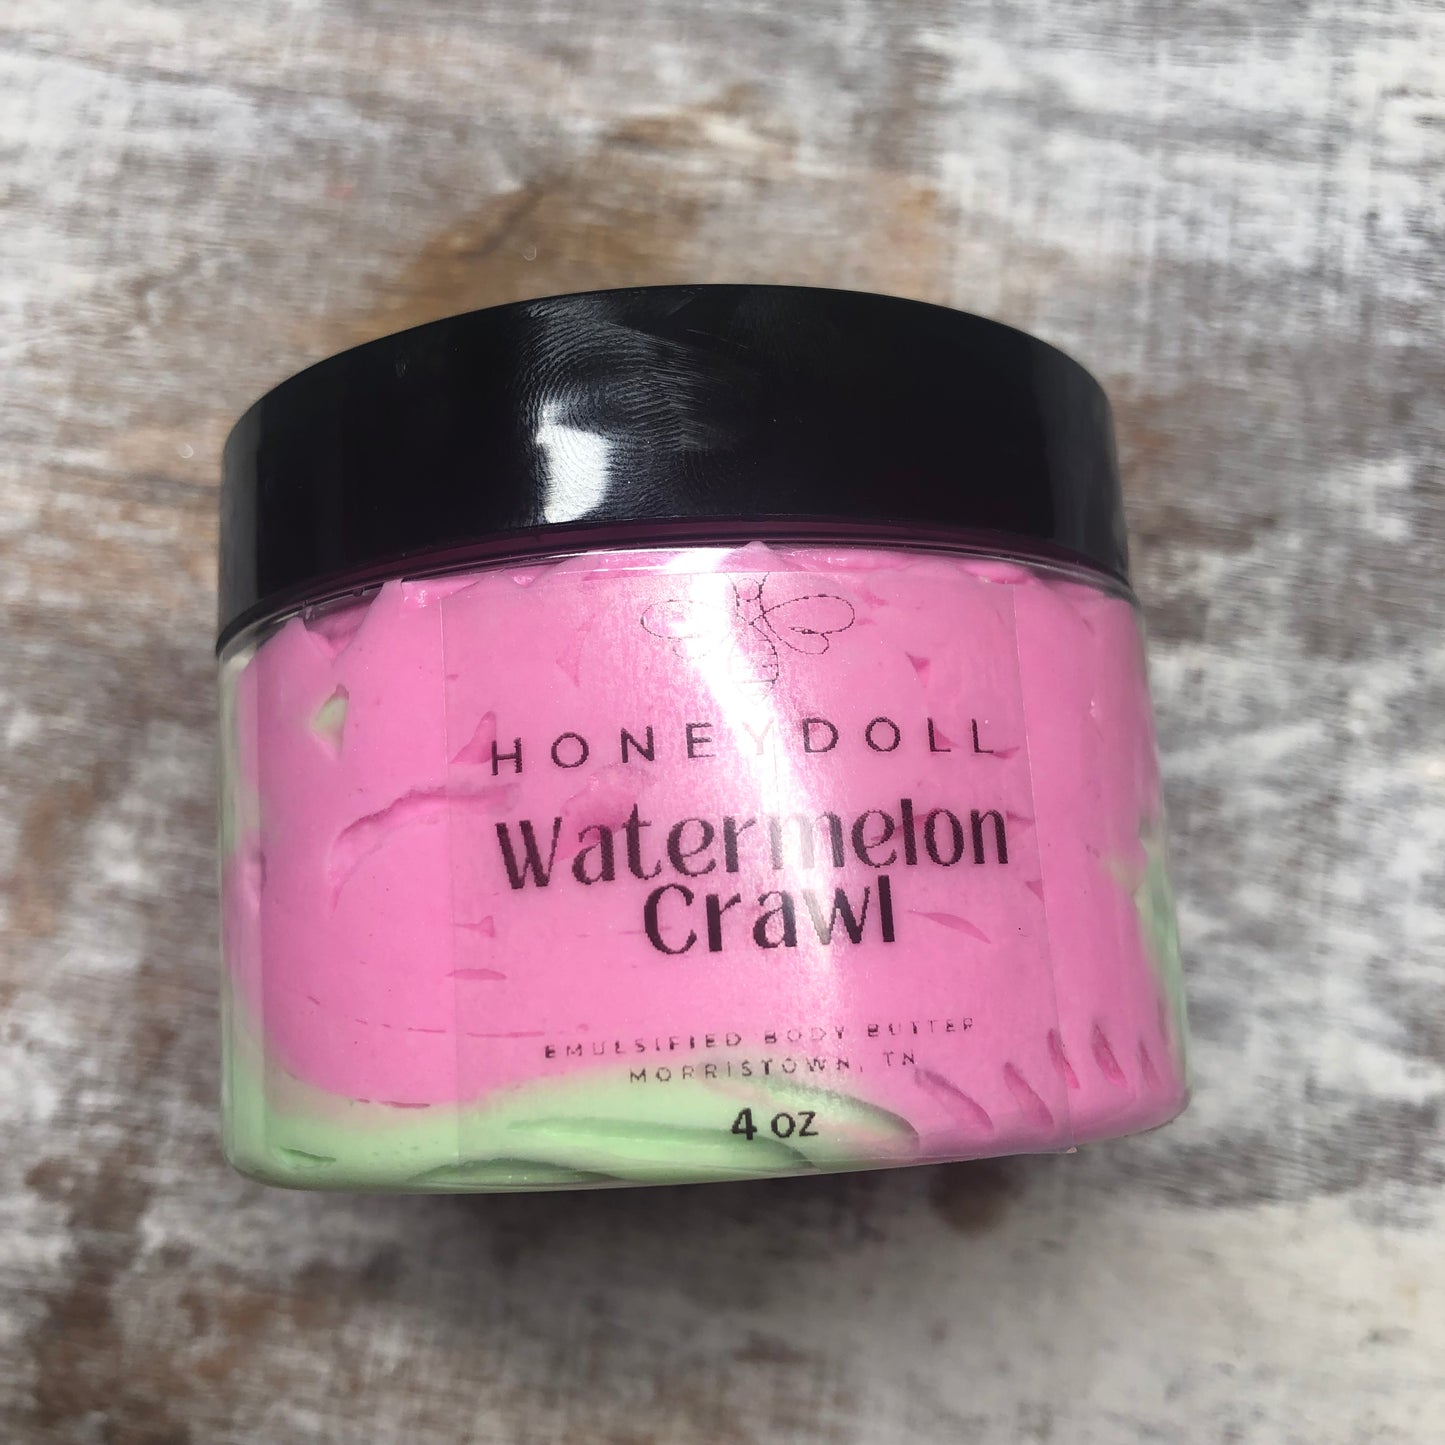 HONEYDOLL
Watermelon
Crawl
EMULSIFIED BODY BUTTER
MORRISTOWN, TN
4 oz